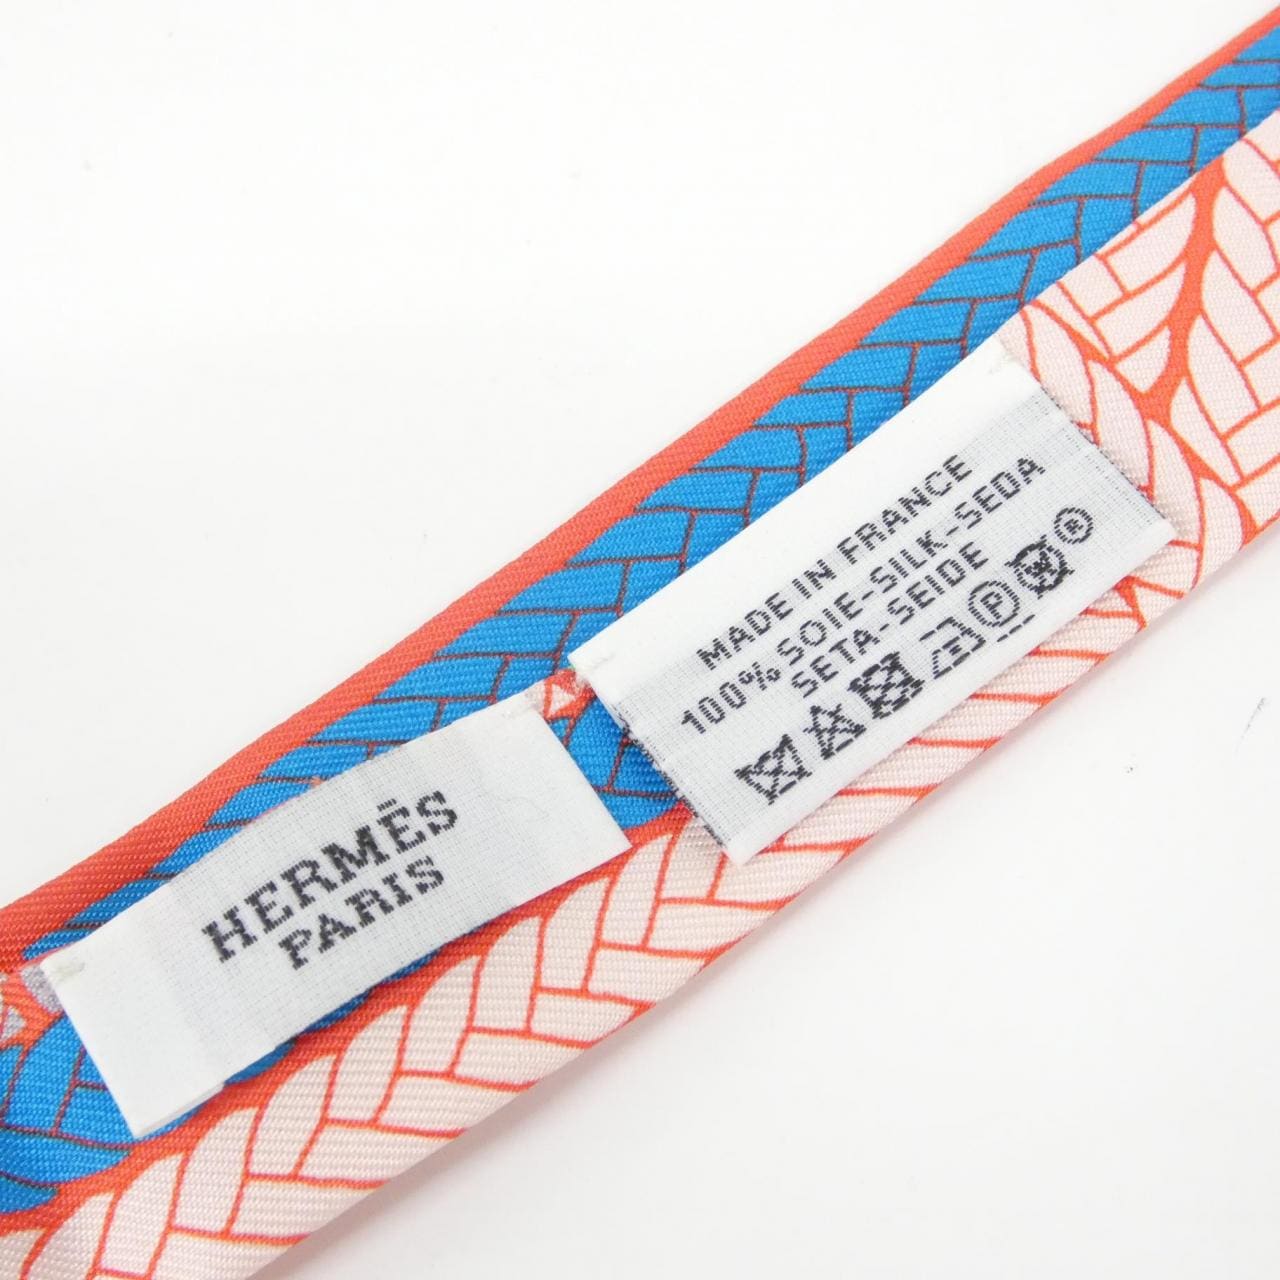 HERMÈS
PARIS
MADE IN FRANCE
100% SOIE-SILK-SEDA
SETA-SEIDE
P R